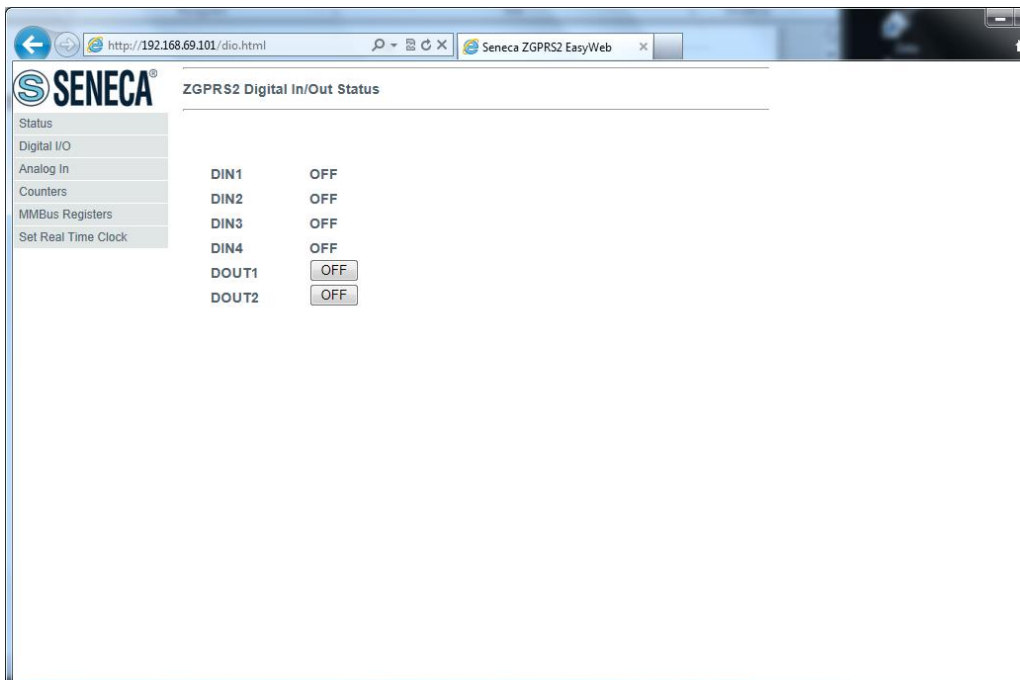 http://192.168.69.101/dio.html
Seneca ZGPRS2 EasyWeb
SENECA®
ZGPRS2 Digital In/Out Status
Status
Digital I/O
Analog In
Counters
MMBus Registers
Set Real Time Clock
DIN1 OFF
DIN2 OFF
DIN3 OFF
DIN4 OFF
DOUT1 OFF
DOUT2 OFF